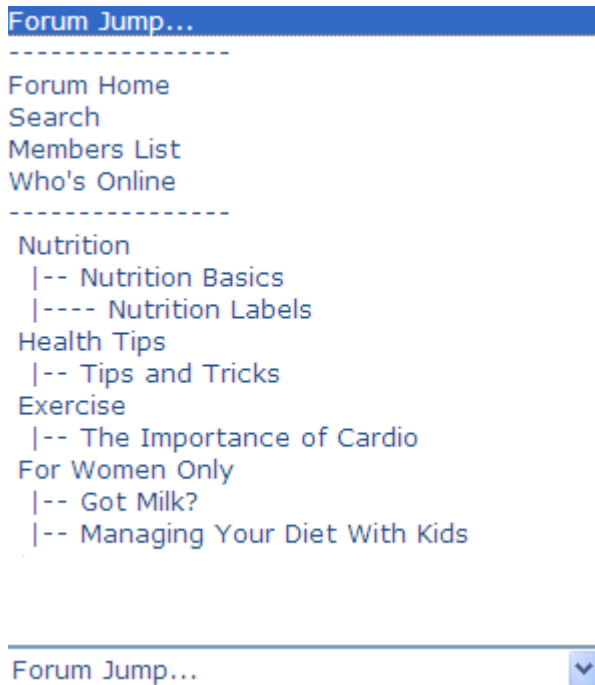 Forum Jump...
----------------
Forum Home
Search
Members List
Who's Online
----------------
Nutrition
|-- Nutrition Basics
|---- Nutrition Labels
Health Tips
|-- Tips and Tricks
Exercise
|-- The Importance of Cardio
For Women Only
|-- Got Milk?
|-- Managing Your Diet With Kids
Forum Jump...